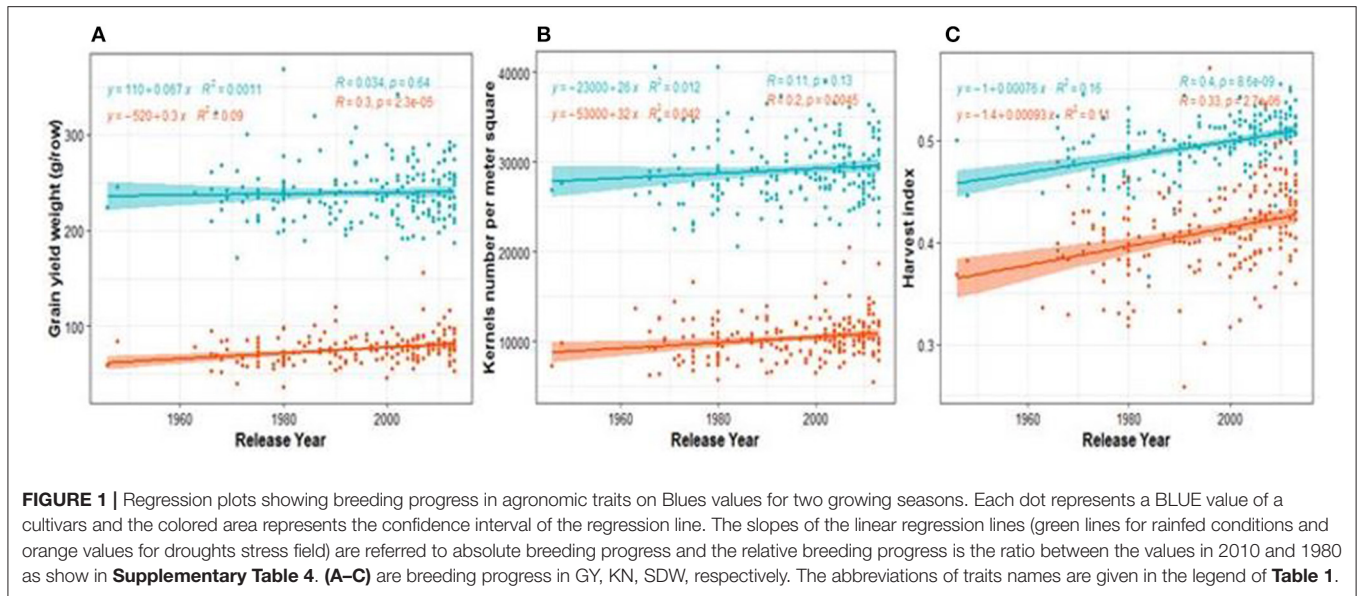 A
y = 110 + 0.067 x R² = 0.0011
R = 0.034, p = 0.64
y = −520 + 0.3 x R² = 0.09
R = 0.3, p = 2.3e-05
Grain yield weight (g/row)
300
200
100
1960 1980 2000
Release Year
B
y = −23000 + 26 x R² = 0.012
R = 0.11, p = 0.13
y = −53000 + 32 x R² = 0.042
R = 0.2, p = 0.0045
Kernels number per meter square
40000
30000
20000
10000
1960 1980 2000
Release Year
C
y = −1 + 0.00076 x R² = 0.16
R = 0.4, p = 8.6e-09
y = −1.4 + 0.00093 x R² = 0.11
R = 0.33,
Harvest index
0.5
0.4
0.3
1960 1980 2000
Release Year
FIGURE 1 | Regression plots showing breeding progress in agronomic traits on Blues values for two growing seasons. Each dot represents a BLUE value of a
cultivars and the colored area represents the confidence interval of the regression line. The slopes of the linear regression lines (green lines for rainfed conditions and
orange values for droughts stress field) are referred to absolute breeding progress and the relative breeding progress is the ratio between the values in 2010 and 1980
as show in Supplementary Table 4. (A–C) are breeding progress in GY, KN, SDW, respectively. The abbreviations of traits names are given in the legend of Table 1.